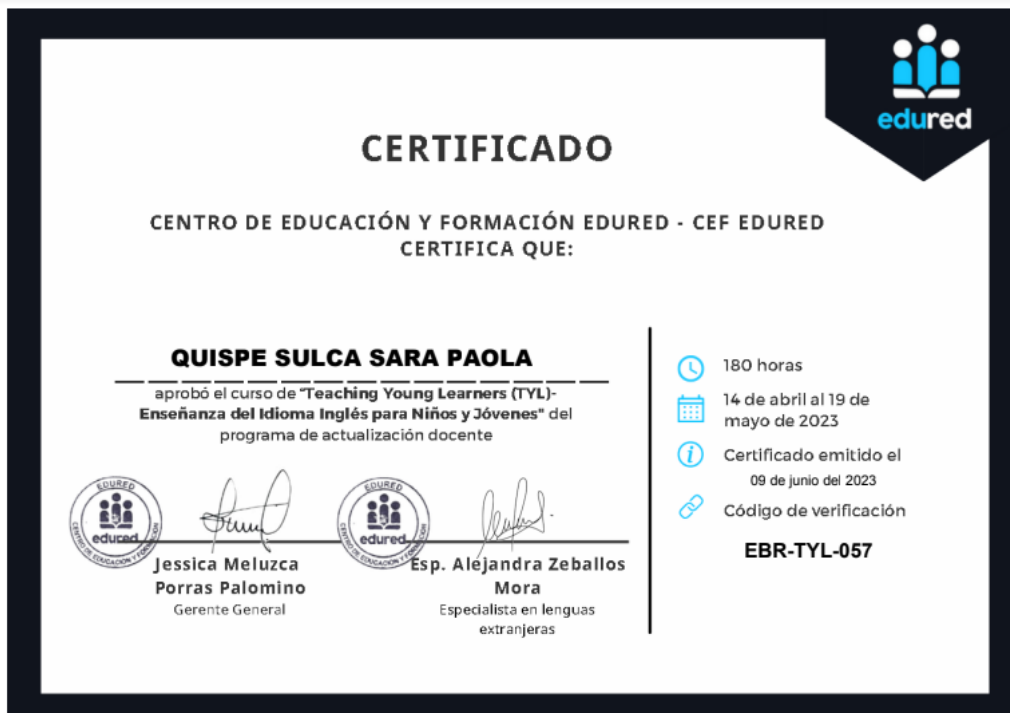 edured
CERTIFICADO
CENTRO DE EDUCACIÓN Y FORMACIÓN EDURED - CEF EDURED
CERTIFICA QUE:
QUISPE SULCA SARA PAOLA
aprobó el curso de "Teaching Young Learners (TYL)-
Enseñanza del Idioma Inglés para Niños y Jóvenes" del
programa de actualización docente
180 horas
14 de abril al 19 de
mayo de 2023
Certificado emitido el
09 de junio del 2023
Código de verificación
EBR-TYL-057
EDURED
edured
CENTRO DE EDUCACIÓN Y FORMACIÓN
Jessica Meluzca
Porras Palomino
Gerente General
EDURED
edured
CENTRO DE EDUCACIÓN Y FORMACIÓN
Esp. Alejandra Zeballos
Mora
Especialista en lenguas
extranjeras